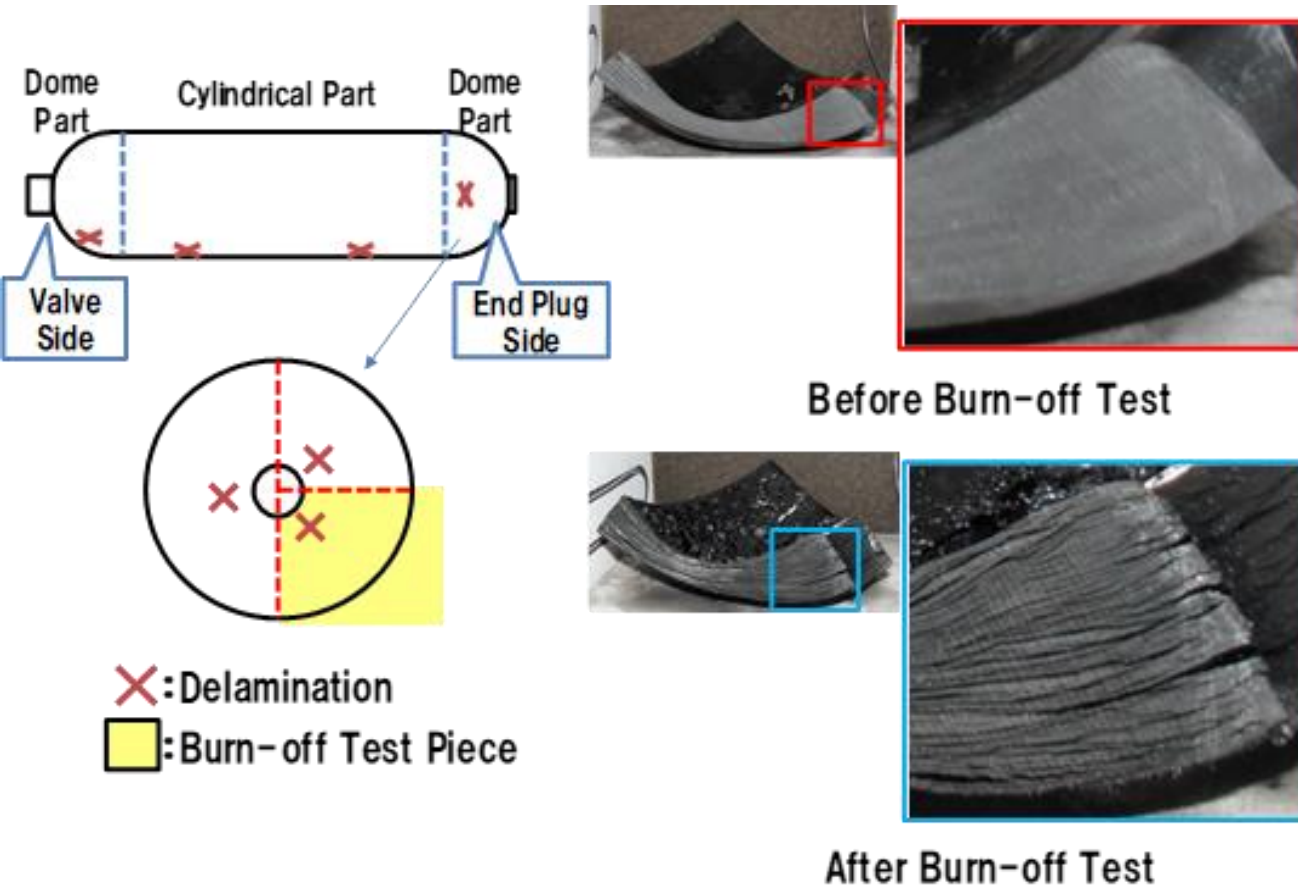 Dome
Part
Cylindrical Part
Dome
Part
Valve
Side
End Plug
Side
:Delamination
:Burn-off Test Piece
Before Burn-off Test
After Burn-off Test